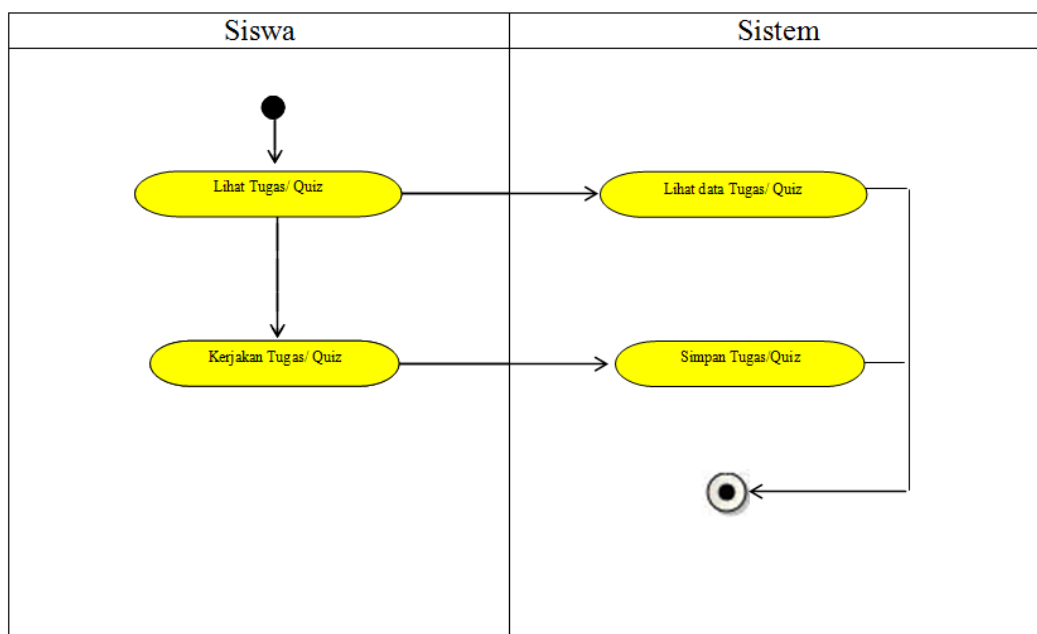 Siswa
Sistem
Lihat Tugas/ Quiz
Lihat data Tugas/ Quiz
Kerjakan Tugas/ Quiz
Simpan Tugas/Quiz